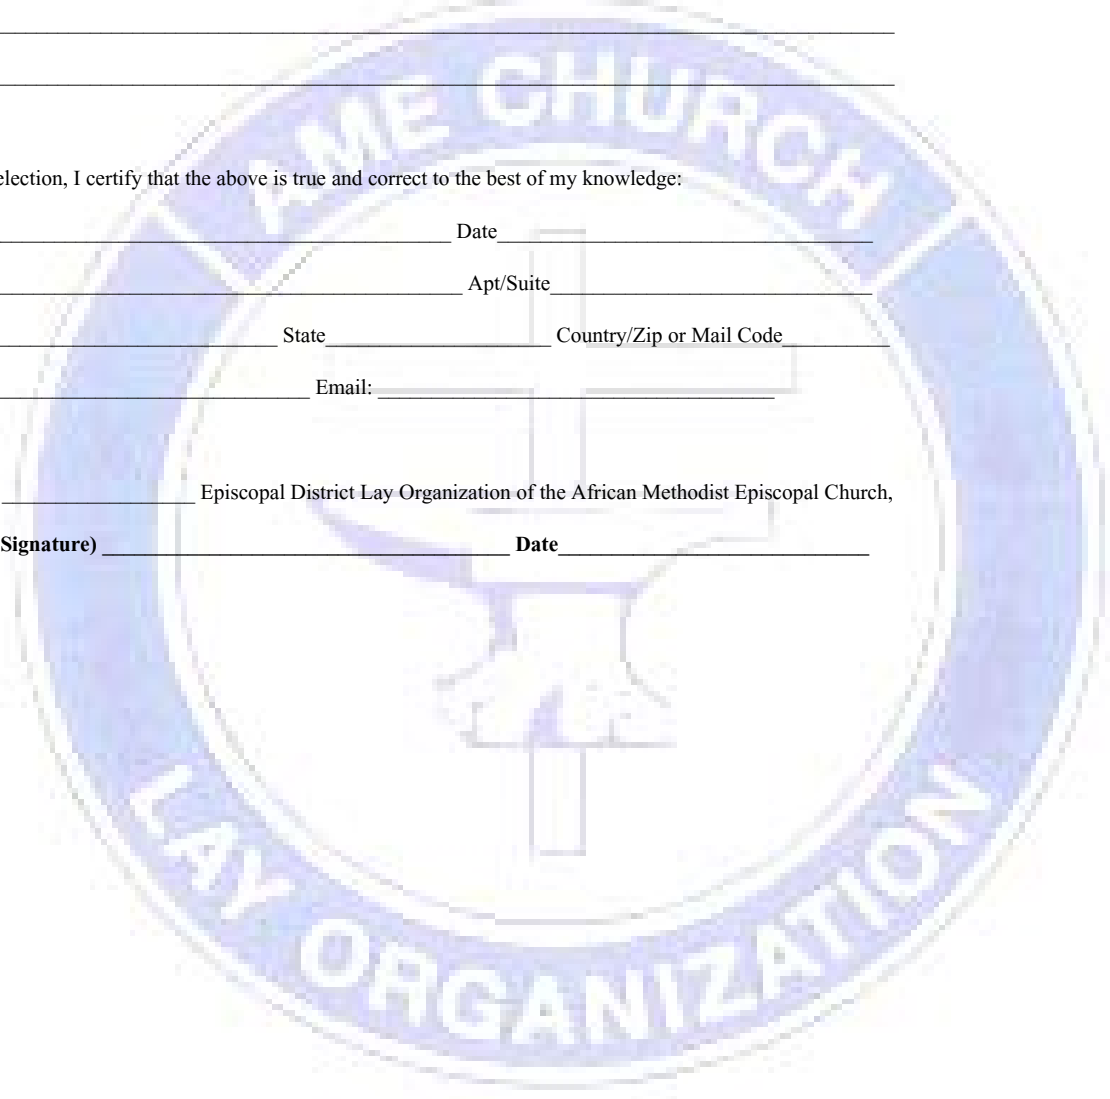 AME CHURCH
election, I certify that the above is true and correct to the best of my knowledge:
Date
Apt/Suite
State Country/Zip or Mail Code
Email:
Episcopal District Lay Organization of the African Methodist Episcopal Church,
Signature) Date
LAY ORGANIZATION